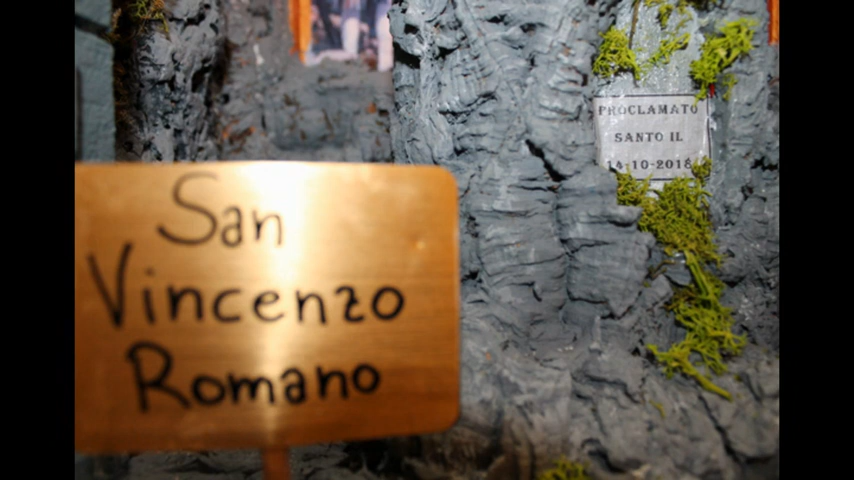 San
Vincenzo
Romano
PROCLAMATO
SANTO IL
14-10-2018